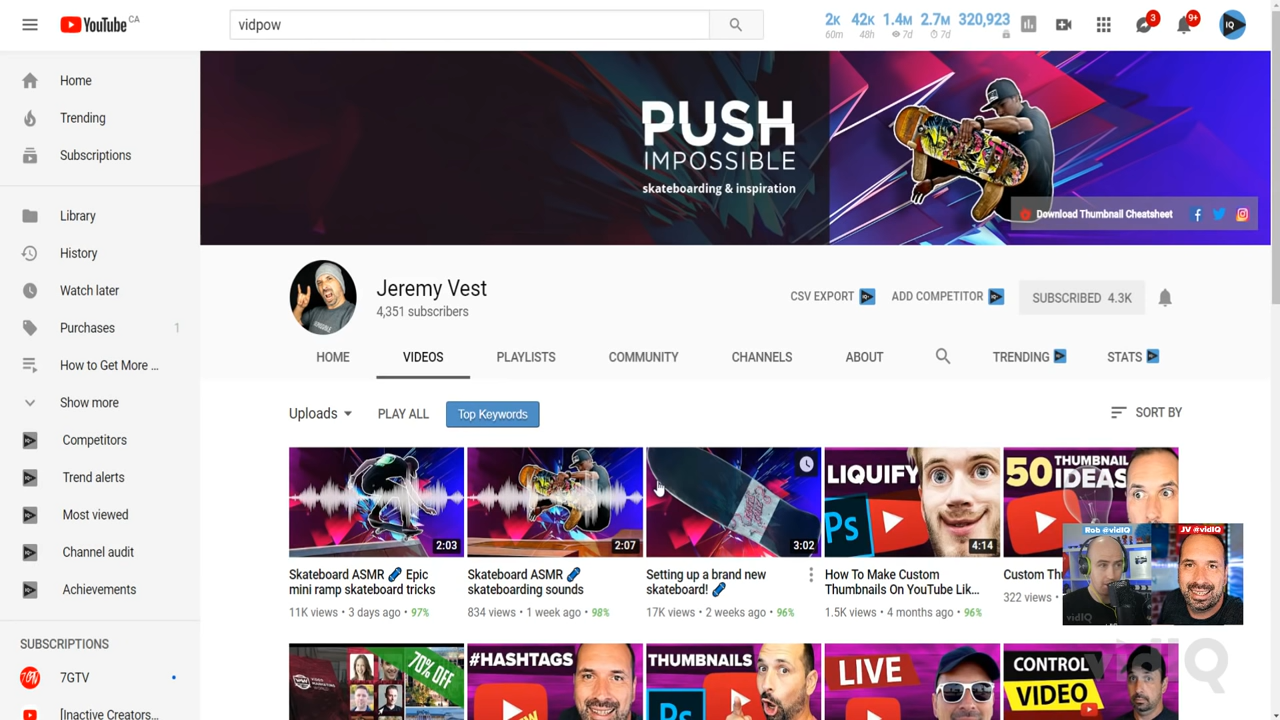 YouTube CA
vidpow
2K 42K 1.4M 2.7M 320,923
60m 48h 7d 7d
3
9+
IQ
Home
Trending
Subscriptions
Library
History
Watch later
Purchases 1
How to Get More ...
Show more
Competitors
Trend alerts
Most viewed
Channel audit
Achievements
SUBSCRIPTIONS
7GTV
[Inactive Creators...
PUSH
IMPOSSIBLE
skateboarding & inspiration
Download Thumbnail Cheatsheet
Jeremy Vest
4,351 subscribers
CSV EXPORT
ADD COMPETITOR
SUBSCRIBED 4.3K
HOME VIDEOS PLAYLISTS COMMUNITY CHANNELS ABOUT TRENDING STATS
Uploads PLAY ALL Top Keywords
SORT BY
2:03
Skateboard ASMR Epic
mini ramp skateboard tricks
11K views • 3 days ago • 97%
2:07
Skateboard ASMR
skateboarding sounds
834 views • 1 week ago • 98%
3:02
Setting up a brand new
skateboard!
17K views • 2 weeks ago • 96%
LIQUIFY
Ps
4:14
How To Make Custom
Thumbnails On YouTube Lik...
1.5K views • 4 months ago • 96%
50 THUMBNAIL
IDEAS
Custom Th
322 views •
Rob @vidIQ
JV @vidIQ
vidIQ
70% OFF
#HASHTAGS
THUMBNAILS
Ps
LIVE
CONTROL
VIDEO
vidIQ